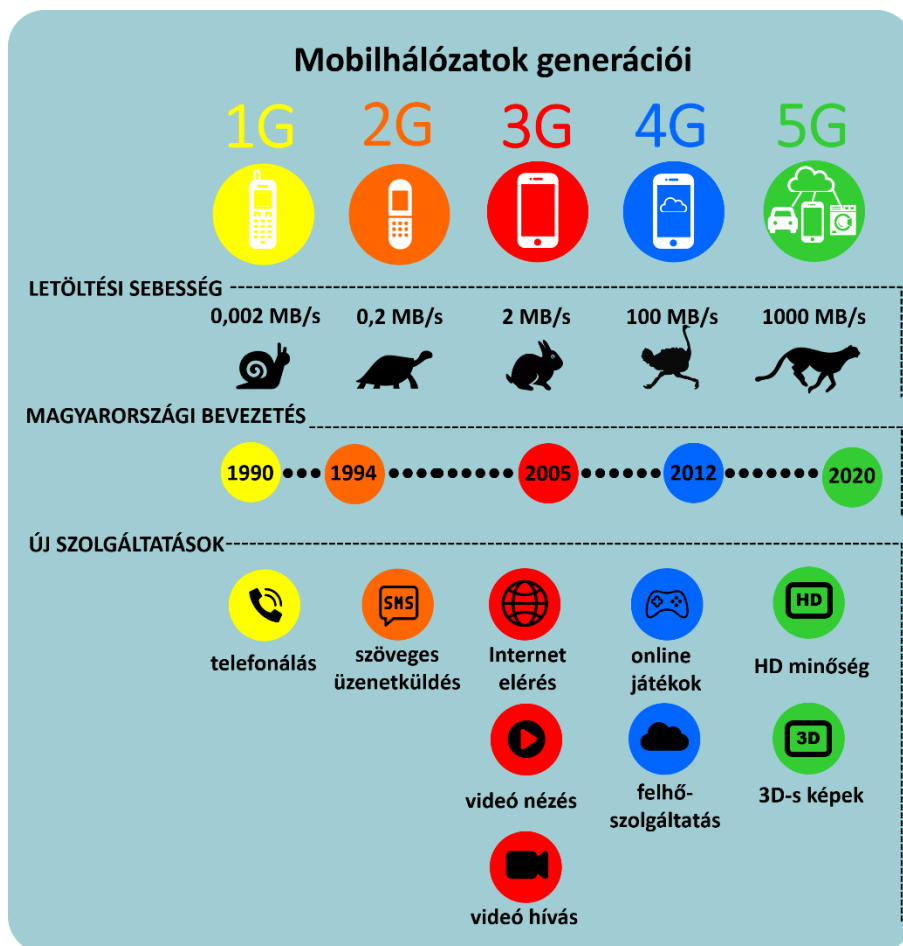 Mobilhálózatok generációi
1G 2G 3G 4G 5G
LETÖLTÉSI SEBESSÉG
0,002 MB/s 0,2 MB/s 2 MB/s 100 MB/s 1000 MB/s
MAGYARORSZÁGI BEVEZETÉS
1990 1994 2005 2012 2020
ÚJ SZOLGÁLTATÁSOK
SMS HD
telefonálás szöveges Internet online HD minőség
üzenetküldés elérés játékok
3D
videó nézés felhő- 3D-s képek
szolgáltatás
videó hívás